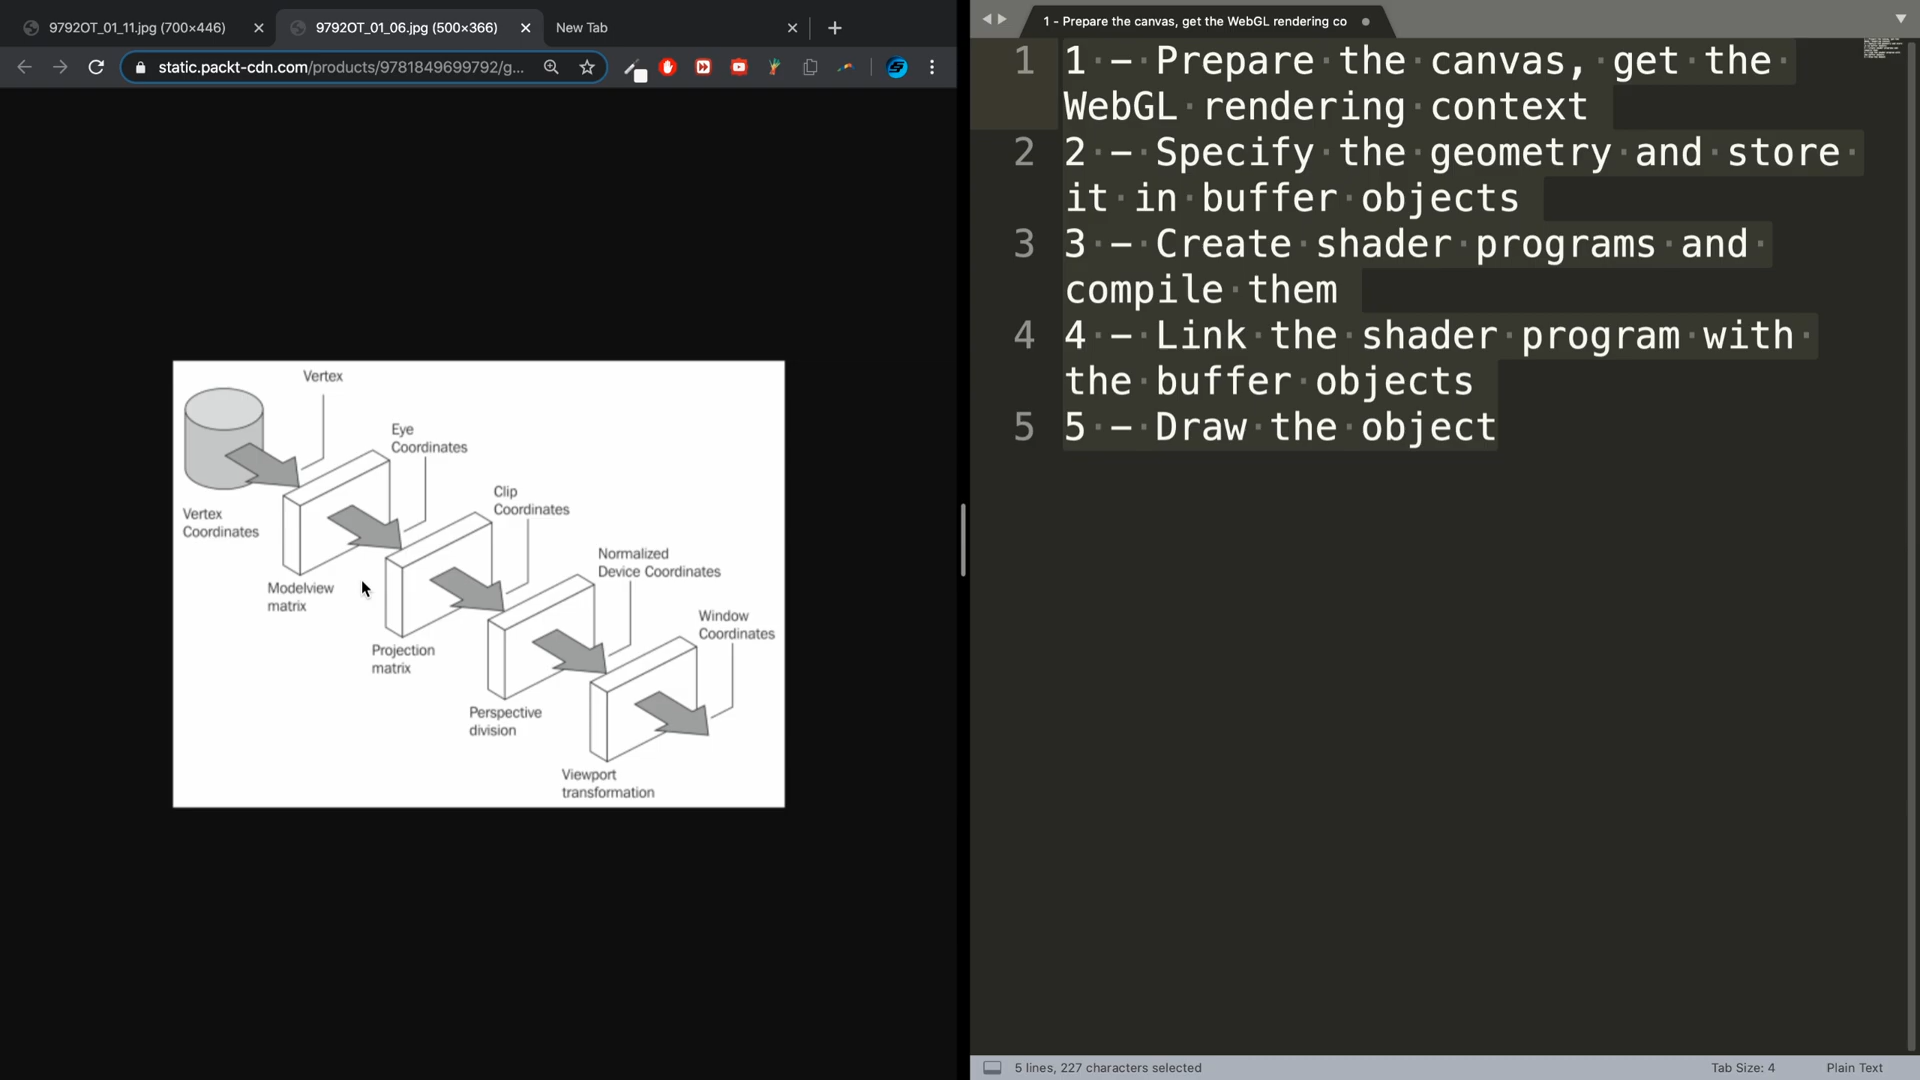 9792OT_01_11.jpg (700×446)
9792OT_01_06.jpg (500×366)
New Tab
static.packt-cdn.com/products/9781849699792/g...
Vertex
Eye
Coordinates
Clip
Coordinates
Vertex
Coordinates
Normalized
Device Coordinates
Modelview
matrix
Window
Coordinates
Projection
matrix
Perspective
division
Viewport
transformation
1 - Prepare the canvas, get the WebGL rendering co
1 1 - Prepare the canvas, get the
WebGL rendering context
2 2 - Specify the geometry and store
it in buffer objects
3 3 - Create shader programs and
compile them
4 4 - Link the shader program with
the buffer objects
5 5 - Draw the object
5 lines, 227 characters selected
Tab Size: 4
Plain Text